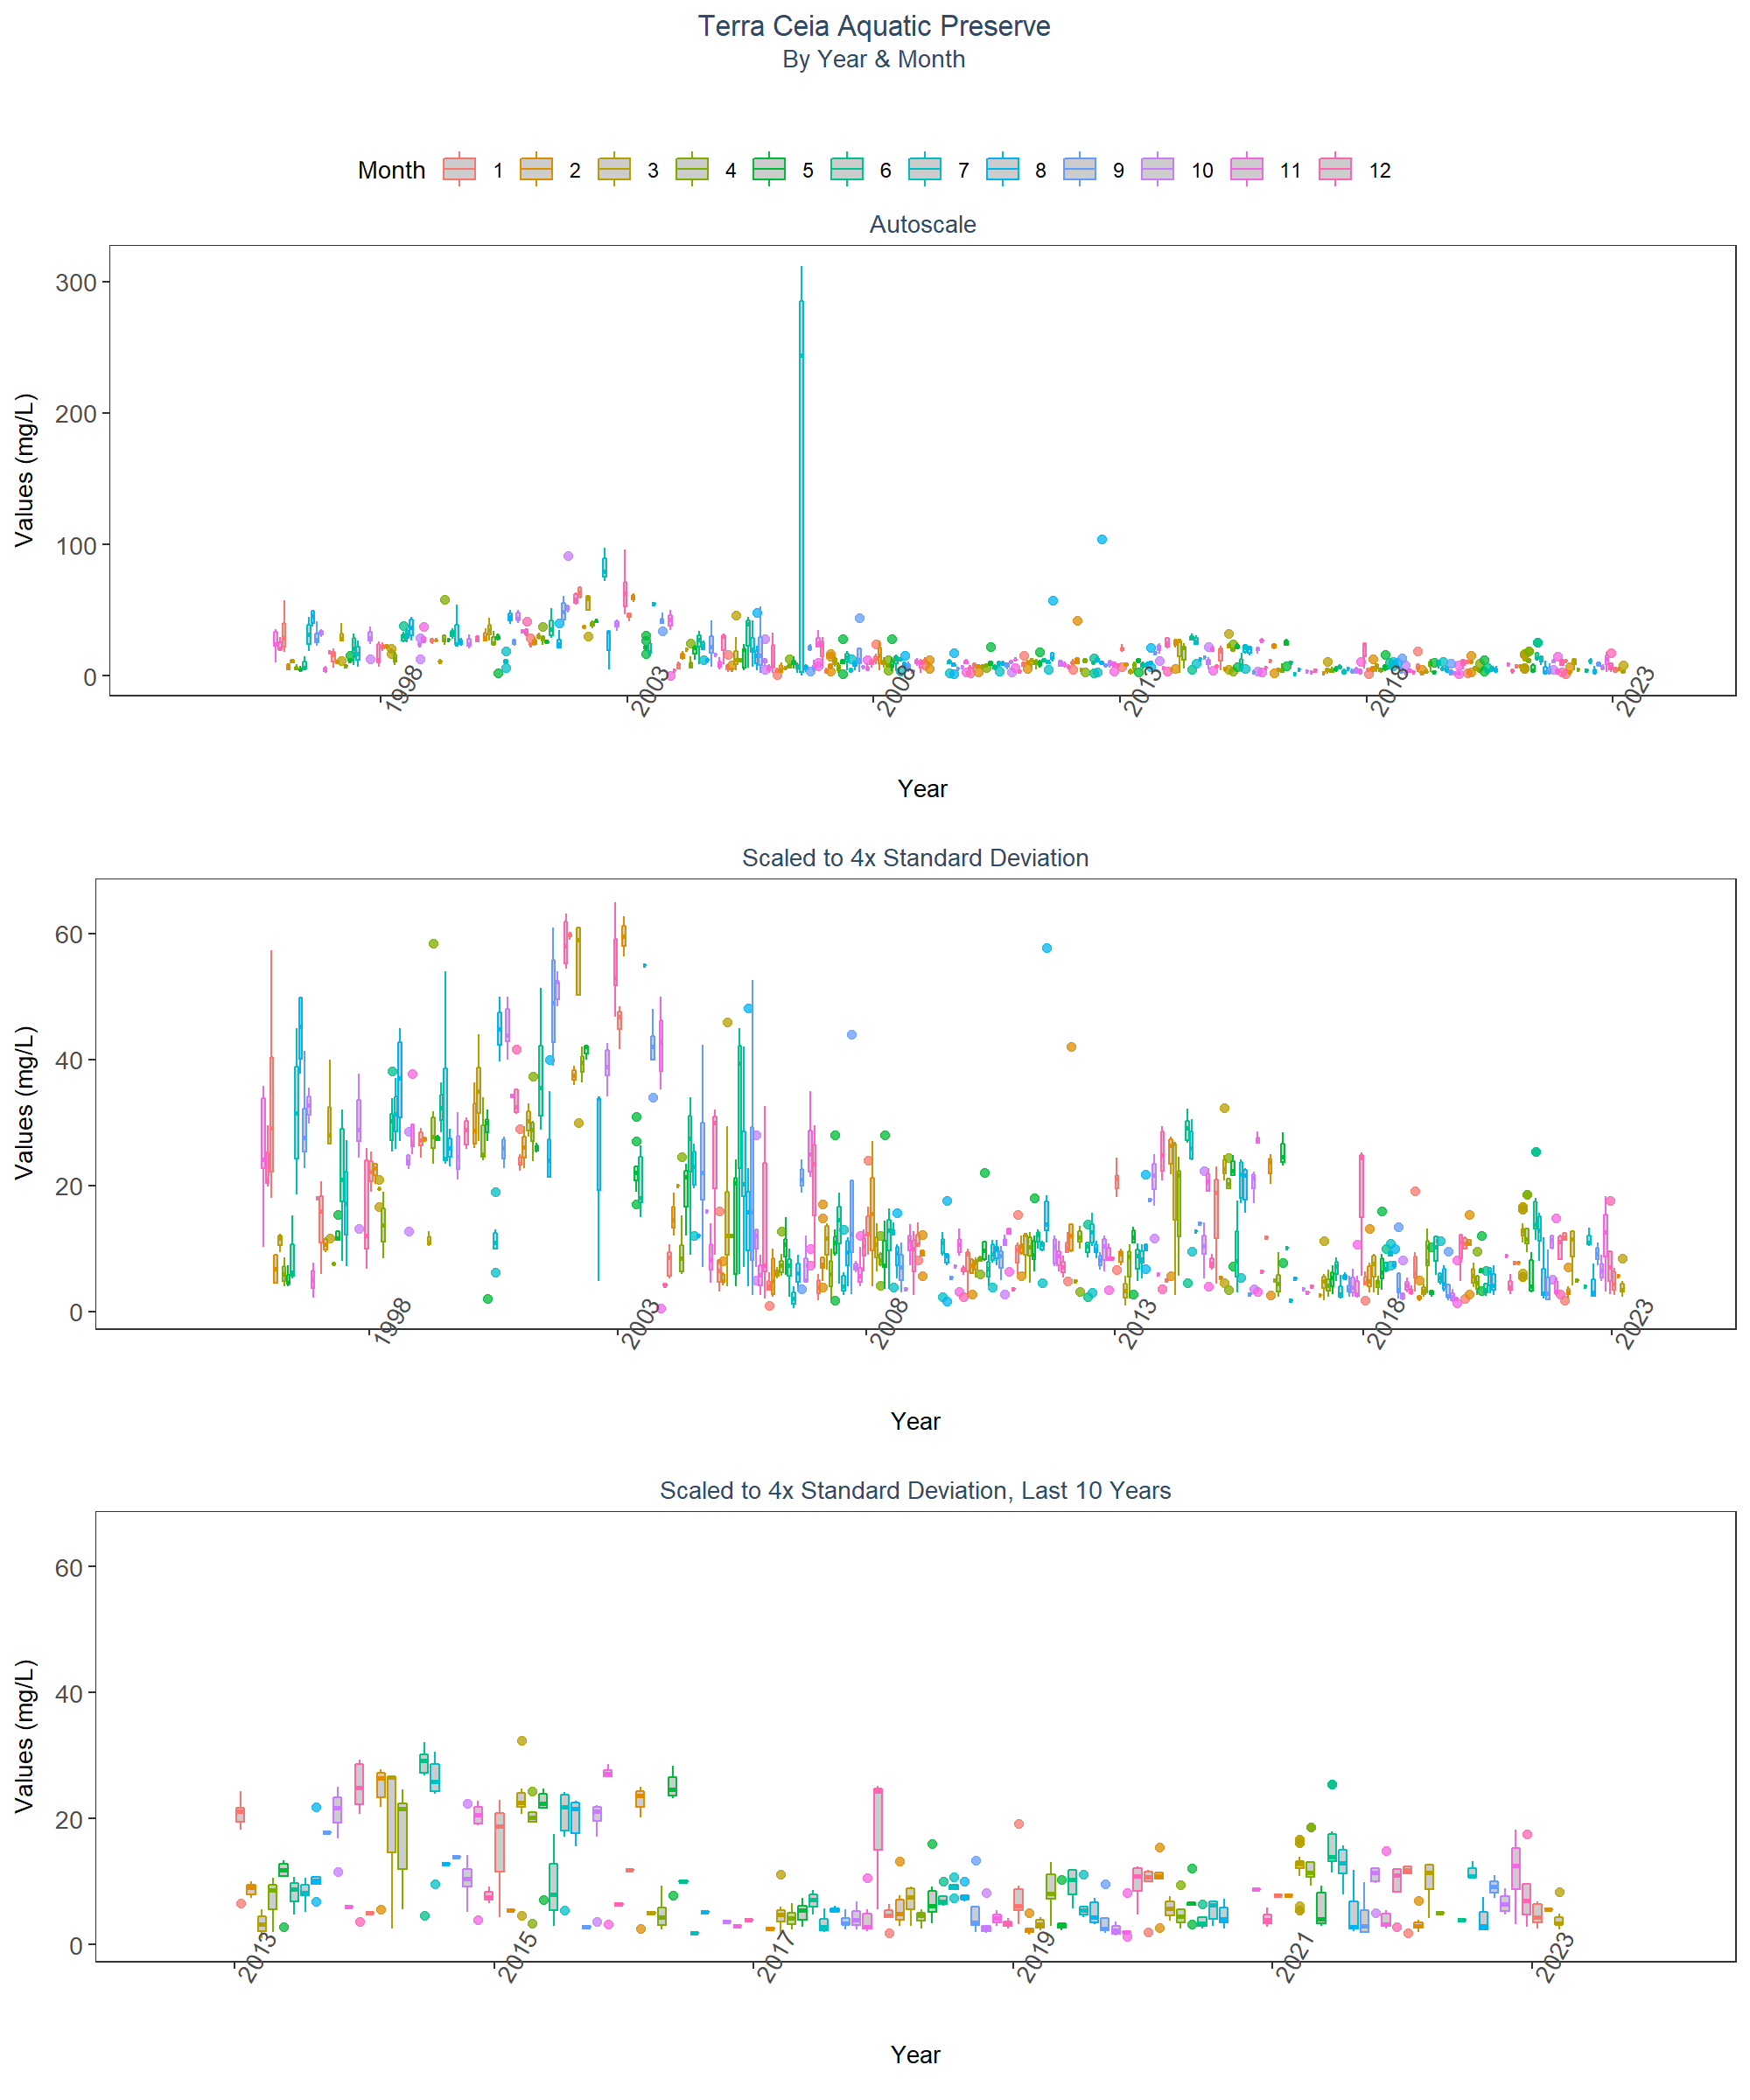 Terra Ceia Aquatic Preserve
By Year & Month
Month 1 2 3 4 5 6 7 8 9 10 11 12
Autoscale
Values (mg/L)
300
200
100
0
1998 2003 2008 2013 2018 2023
Year
Scaled to 4x Standard Deviation
Values (mg/L)
60
40
20
0
1998 2003 2008 2013 2018 2023
Year
Scaled to 4x Standard Deviation, Last 10 Years
Values (mg/L)
60
40
20
0
2013 2015 2017 2019 2021 2023
Year